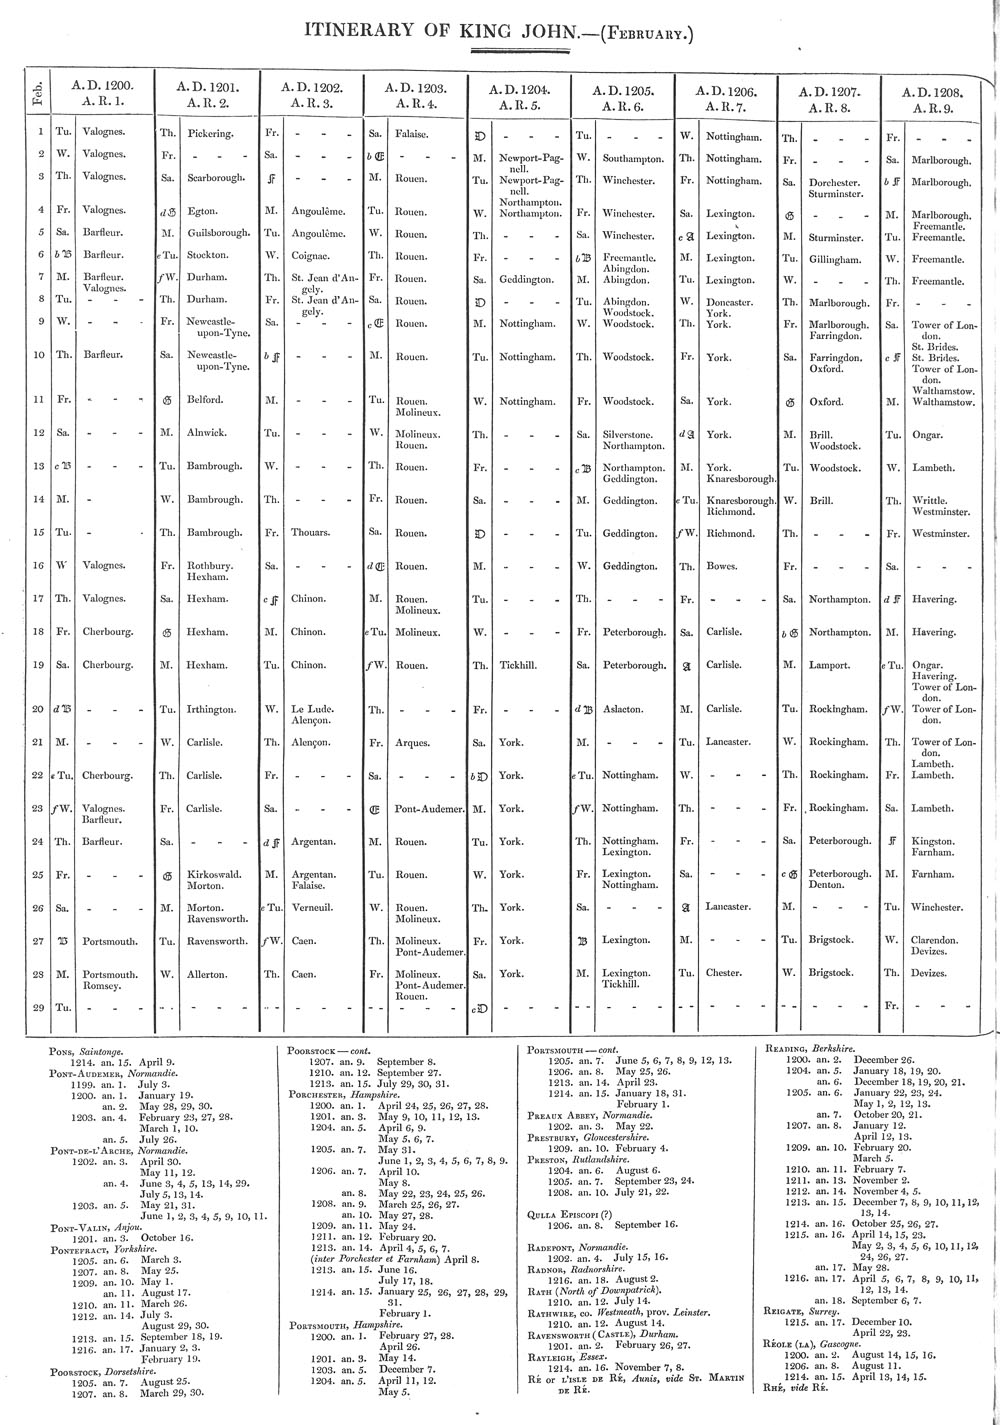 ITINERARY OF KING JOHN.—(FEBRUARY.)
Feb. A.D. 1200. A.R. 1. A.D. 1201. A.R. 2. A.D. 1202. A.R. 3. A.D. 1203. A.R. 4. A.D. 1204. A.R. 5. A.D. 1205. A.R. 6. A.D. 1206. A.R. 7. A.D. 1207. A.R. 8. A.D. 1208. A.R. 9.
1 Tu. Valognes. Th. Pickering. Fr. - - - Sa. Falaise. D - - - Tu. - - - W. Nottingham. Th. - - - Fr. - - -
2 W. Valognes. Fr. - - - Sa. - - - b E - - - M. Newport-Pagnell. W. Southampton. Th. Nottingham. Fr. - - - Sa. Marlborough.
3 Th. Valognes. Sa. Scarborough. F M. Rouen. Tu. Newport-Pagnell. Northampton. Th. Winchester. Fr. Nottingham. Sa. Dorchester. Sturminster. b F Marlborough.
4 Fr. Valognes. d G Egton. M. Angoulême. Tu. Rouen. W. Northampton. Fr. Winchester. Sa. Lexington. G - - - M. Marlborough. Freemantle.
5 Sa. Barfleur. M. Guilsborough. Tu. Angoulême. W. Rouen. Th. - - - Sa. Winchester. c A Lexington. M. Sturminster. Tu. Freemantle.
6 b B Barfleur. e Tu. Stockton. W. Coignac. Th. Rouen. Fr. - - - b B Freemantle. Abingdon. M. Lexington. Tu. Gillingham. W. Freemantle.
7 M. Barfleur. Valognes. f W. Durham. Th. St. Jean d'Angely. Fr. Rouen. Sa. Geddington. M. Abingdon. Tu. Lexington. W. - - - Th. Freemantle.
8 Tu. - - - Th. Durham. Fr. St. Jean d'Angely. Sa. Rouen. D - - - Tu. Abingdon. Woodstock. W. Doncaster. York. Th. Marlborough. Fr. - - -
9 W. - - - Fr. Newcastle-upon-Tyne. Sa. - - - c E Rouen. M. Nottingham. W. Woodstock. Th. York. Fr. Marlborough. Farringdon. Sa. Tower of London. St. Brides.
10 Th. Barfleur. Sa. Newcastle-upon-Tyne. b F - - - M. Rouen. Tu. Nottingham. Th. Woodstock. Fr. York. Sa. Farringdon. Oxford. c F St. Brides. Tower of London. Walthamstow.
11 Fr. - - - G Belford. M. - - - Tu. Rouen. Molineux. W. Nottingham. Fr. Woodstock. Sa. York. G Oxford. M. Walthamstow.
12 Sa. - - - M. Alnwick. Tu. - - - W. Molineux. Rouen. Th. - - - Sa. Silverstone. Northampton. d A York. M. Brill. Woodstock. Tu. Ongar.
13 c B - - - Tu. Bambrough. W. - - - Th. Rouen. Fr. - - - c B Northampton. Geddington. M. York. Knaresborough. Tu. Woodstock. W. Lambeth.
14 M. - W. Bambrough. Th. - - - Fr. Rouen. Sa. - - - M. Geddington. e Tu. Knaresborough. Richmond. W. Brill. Th. Writtle. Westminster.
15 Tu. - - Th. Bambrough. Fr. Thouars. Sa. Rouen. D - - - Tu. Geddington. f W. Richmond. Th. - - - Fr. Westminster.
16 W Valognes. Fr. Rothbury. Hexham. Sa. - - - d E Rouen. M. - - - W. Geddington. Th. Bowes. Fr. - - - Sa. - - -
17 Th. Valognes. Sa. Hexham. c F Chinon. M. Rouen. Molineux. Tu. - - - Th. - - - Fr. - - - Sa. Northampton. d F Havering.
18 Fr. Cherbourg. G Hexham. M. Chinon. e Tu. Molineux. W. - - - Fr. Peterborough. Sa. Carlisle. b G Northampton. M. Havering.
19 Sa. Cherbourg. M. Hexham. Tu. Chinon. f W. Rouen. Th. Tickhill. Sa. Peterborough. A Carlisle. M. Lamport. e Tu. Ongar. Havering. Tower of London.
20 d B - - - Tu. Irthington. W. Le Lude. Alençon. Th. - - - Fr. - - - d B Aslacton. M. Carlisle. Tu. Rockingham. f W. Tower of London.
21 M. - - - W. Carlisle. Th. Alençon. Fr. Arques. Sa. York. M. - - - Tu. Lancaster. W. Rockingham. Th. Tower of London. Lambeth.
22 e Tu. Cherbourg. Th. Carlisle. Fr. - - - Sa. - - - b D York. e Tu. Nottingham. W. - - - Th. Rockingham. Fr. Lambeth.
23 f W. Valognes. Barfleur. Fr. Carlisle. Sa. - - - E Pont-Audemer. M. York. f W. Nottingham. Th. - - - Fr. Rockingham. Sa. Lambeth.
24 Th. Barfleur. Sa. - - - d F Argentan. M. Rouen. Tu. York. Th. Nottingham. Lexington. Fr. - - - Sa. Peterborough. F Kingston. Farnham.
25 Fr. - - - G Kirkoswald. Morton. M. Argentan. Falaise. Tu. Rouen. W. York. Fr. Lexington. Nottingham. Sa. - - - c G Peterborough. Denton. M. Farnham.
26 Sa. - - - M. Morton. Ravensworth. e Tu. Verneuil. W. Rouen. Molineux. Th. York. Sa. - - - A Lancaster. M. - - - Tu. Winchester.
27 B Portsmouth. Tu. Ravensworth. f W. Caen. Th. Molineux. Pont-Audemer. Fr. York. B Lexington. M. - - - Tu. Brigstock. W. Clarendon. Devizes.
28 M. Portsmouth. Romsey. W. Allerton. Th. Caen. Fr. Molineux. Pont-Audemer. Rouen. Sa. York. M. Lexington. Tickhill. Tu. Chester. W. Brigstock. Th. Devizes.
29 Tu. - - - - - - - - - - - - - - - - - - c D - - - - - - - - - - - - - - - - - - Fr. - - -
PONS, Saintonge.
1214. an. 15. April 9.
PONT-AUDEMER, Normandie.
1199. an. 1. July 3.
1200. an. 1. January 19.
an. 2. May 28, 29, 30.
1203. an. 4. February 23, 27, 28.
March 1, 10.
an. 5. July 26.
PONT-DE-L'ARCHE, Normandie.
1202. an. 3. April 30.
May 11, 12.
an. 4. June 3, 4, 5, 13, 14, 29.
July 5, 13, 14.
1203. an. 5. May 21, 31.
June 1, 2, 3, 4, 5, 9, 10, 11.
PONT-VALIN, Anjou.
1201. an. 3. October 16.
PONTEFRACT, Yorkshire.
1205. an. 6. March 3.
1207. an. 8. May 25.
1209. an. 10. May 1.
an. 11. August 17.
1210. an. 11. March 26.
1212. an. 14. July 3.
August 29, 30.
1213. an. 15. September 18, 19.
1216. an. 17. January 2, 3.
February 19.
POORSTOCK, Dorsetshire.
1205. an. 7. August 25.
1207. an. 8. March 29, 30.
POORSTOCK—cont.
1207. an. 9. September 8.
1210. an. 12. September 27.
1213. an. 15. July 29, 30, 31.
PORCHESTER, Hampshire.
1200. an. 1. April 24, 25, 26, 27, 28.
1201. an. 3. May 9, 10, 11, 12, 13.
1204. an. 5. April 6, 9.
May 5, 6, 7.
1205. an. 7. May 31.
June 1, 2, 3, 4, 5, 6, 7, 8, 9.
1206. an. 7. April 10.
May 8.
an. 8. May 22, 23, 24, 25, 26.
1208. an. 9. March 25, 26, 27.
an. 10. May 27, 28.
1209. an. 11. May 24.
1211. an. 12. February 20.
1213. an. 14. April 4, 5, 6, 7.
(inter Porchester et Farnham) April 8.
1213. an. 15. June 16.
July 17, 18.
1214. an. 15. January 25, 26, 27, 28, 29,
31.
February 1.
PORTSMOUTH, Hampshire.
1200. an. 1. February 27, 28.
April 26.
1201. an. 3. May 14.
1203. an. 5. December 7.
1204. an. 5. April 11, 12.
May 5.
PORTSMOUTH—cont.
1205. an. 7. June 5, 6, 7, 8, 9, 12, 13.
1206. an. 8. May 25, 26.
1213. an. 14. April 23.
1214. an. 15. January 18, 31.
February 1.
PREAUX ABBEY, Normandie.
1202. an. 3. May 22.
PRESTBURY, Gloucestershire.
1209. an. 10. February 4.
PRESTON, Rutlandshire.
1204. an. 6. August 6.
1205. an. 7. September 23, 24.
1208. an. 10. July 21, 22.
QULLA EPISCOPI (?)
1206. an. 8. September 16.
RADEPONT, Normandie.
1202. an. 4. July 15, 16.
RADNOR, Radnorshire.
1216. an. 18. August 2.
RATH (North of Downpatrick).
1210. an. 12. July 14.
RATHWIRE, co. Westmeath, prov. Leinster.
1210. an. 12. August 14.
RAVENSWORTH (CASTLE), Durham.
1201. an. 2. February 26, 27.
RAYLEIGH, Essex.
1214. an. 16. November 7, 8.
RÉ OR L'ISLE DE RÉ, Aunis, vide ST. MARTIN
DE RÉ.
READING, Berkshire.
1200. an. 2. December 26.
1204. an. 5. January 18, 19, 20.
an. 6. December 18, 19, 20, 21.
1205. an. 6. January 22, 23, 24.
May 1, 2, 12, 13.
an. 7. October 20, 21.
1207. an. 8. January 12.
April 12, 13.
1209. an. 10. February 20.
March 5.
1210. an. 11. February 7.
1211. an. 13. November 2.
1212. an. 14. November 4, 5.
1213. an. 15. December 7, 8, 9, 10, 11, 12,
13, 14.
1214. an. 16. October 25, 26, 27.
1215. an. 16. April 14, 15, 23.
May 2, 3, 4, 5, 6, 10, 11, 12,
24, 26, 27.
an. 17. May 28.
1216. an. 17. April 5, 6, 7, 8, 9, 10, 11,
12, 13, 14.
an. 18. September 6, 7.
REIGATE, Surrey.
1215. an. 17. December 10.
April 22, 23.
RÉOLE (LA), Gascogne.
1200. an. 2. August 14, 15, 16.
1206. an. 8. August 11.
1214. an. 15. April 13, 14, 15.
RHÉ, vide RÉ.